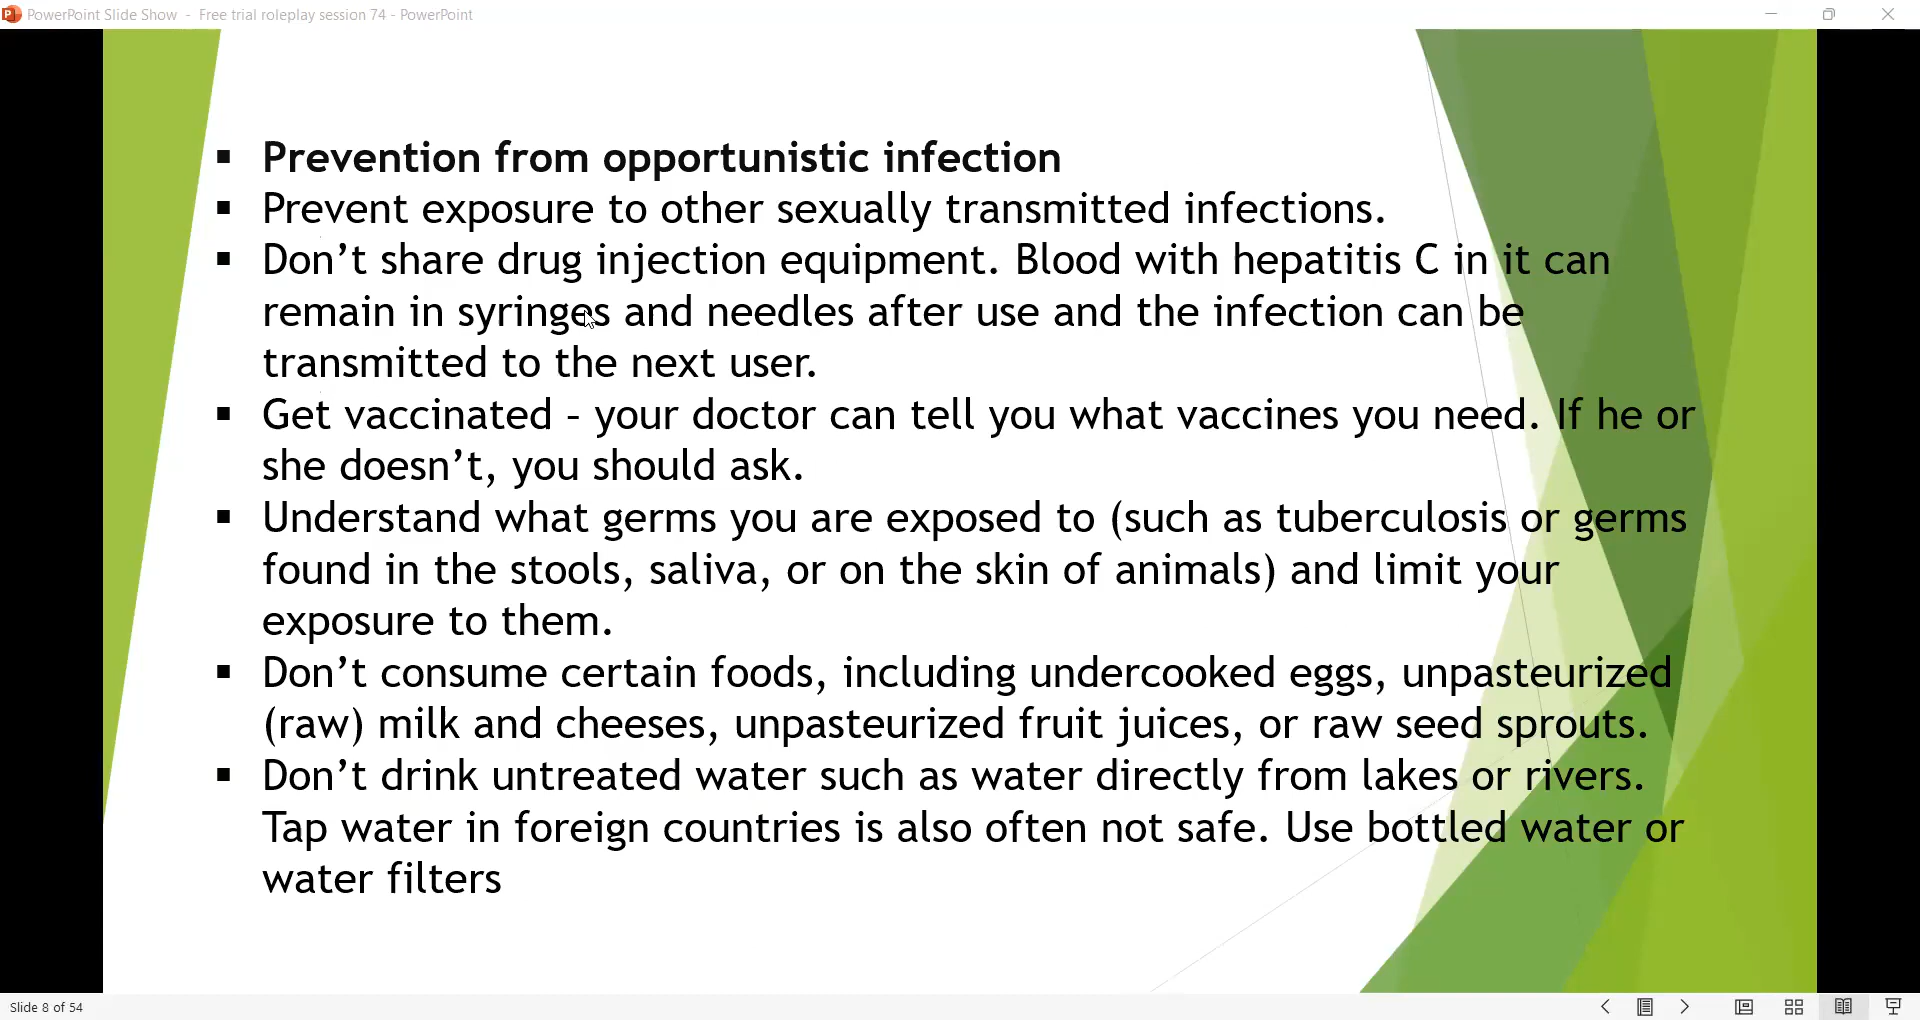 PowerPoint Slide Show - Free trial roleplay session 74 - PowerPoint
▪ Prevention from opportunistic infection
▪ Prevent exposure to other sexually transmitted infections.
▪ Don’t share drug injection equipment. Blood with hepatitis C in it can
remain in syringes and needles after use and the infection can be
transmitted to the next user.
▪ Get vaccinated – your doctor can tell you what vaccines you need. If he or
she doesn’t, you should ask.
▪ Understand what germs you are exposed to (such as tuberculosis or germs
found in the stools, saliva, or on the skin of animals) and limit your
exposure to them.
▪ Don’t consume certain foods, including undercooked eggs, unpasteurized
(raw) milk and cheeses, unpasteurized fruit juices, or raw seed sprouts.
▪ Don’t drink untreated water such as water directly from lakes or rivers.
Tap water in foreign countries is also often not safe. Use bottled water or
water filters
Slide 8 of 54